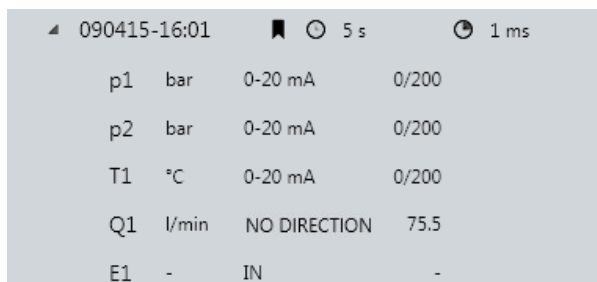 090415-16:01 5 s 1 ms
p1 bar 0-20 mA 0/200
p2 bar 0-20 mA 0/200
T1 °C 0-20 mA 0/200
Q1 l/min NO DIRECTION 75.5
E1 - IN -